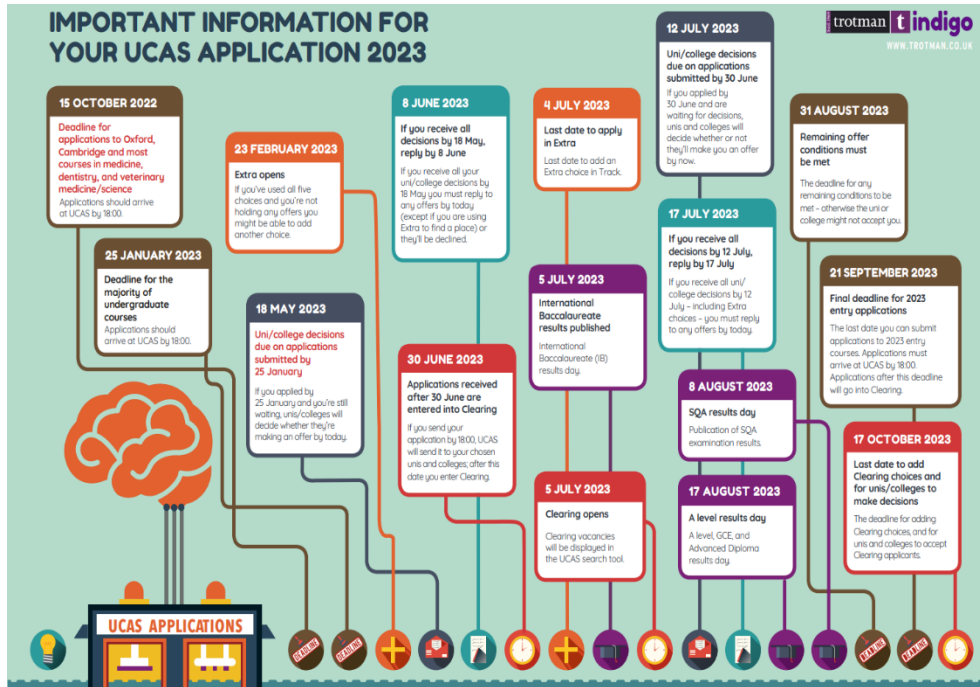 IMPORTANT INFORMATION FOR
YOUR UCAS APPLICATION 2023
trotman t indigo
WWW.TROTMAN.CO.UK
15 OCTOBER 2022
Deadline for
applications to Oxford,
Cambridge and most
courses in medicine,
dentistry, and veterinary
medicine/science
Applications should arrive
at UCAS by 18:00.
25 JANUARY 2023
Deadline for the
majority of
undergraduate
courses
Applications should
arrive at UCAS by 18:00.
23 FEBRUARY 2023
Extra opens
If you've used all five
choices and you're not
holding any offers you
might be able to add
another choice.
18 MAY 2023
Uni/college decisions
due on applications
submitted by
25 January
If you applied by
25 January and you're still
waiting, unis/colleges will
decide whether they're
making an offer by today.
8 JUNE 2023
If you receive all
decisions by 18 May,
reply by 8 June
If you receive all your
uni/college decisions by
18 May you must reply to
any offers by today
(except if you are using
Extra to find a place) or
they'll be declined.
30 JUNE 2023
Applications received
after 30 June are
entered into Clearing
If you send your
application by 18:00, UCAS
will send it to your chosen
unis and colleges; after this
date you enter Clearing.
4 JULY 2023
Last date to apply
in Extra
Last date to add an
Extra choice in Track.
5 JULY 2023
International
Baccalaureate
results published
International
Baccalaureate (IB)
results day.
5 JULY 2023
Clearing opens
Clearing vacancies
will be displayed in
the UCAS search tool.
12 JULY 2023
Uni/college decisions
due on applications
submitted by 30 June
If you applied by
30 June and are
waiting for decisions,
unis and colleges will
decide whether or not
they'll make you an offer
by now.
17 JULY 2023
If you receive all
decisions by 12 July,
reply by 17 July
If you receive all uni/
college decisions by 12
July – including Extra
choices – you must reply
to any offers by today.
8 AUGUST 2023
SQA results day
Publication of SQA
examination results.
17 AUGUST 2023
A level results day
A level, GCE, and
Advanced Diploma
results day.
31 AUGUST 2023
Remaining offer
conditions must
be met
The deadline for any
remaining conditions to be
met – otherwise the uni or
college might not accept you.
21 SEPTEMBER 2023
Final deadline for 2023
entry applications
The last date you can submit
applications to 2023 entry
courses. Applications must
arrive at UCAS by 18:00.
Applications after this deadline
will go into Clearing.
17 OCTOBER 2023
Last date to add
Clearing choices and
for unis/colleges to
make decisions
The deadline for adding
Clearing choices, and for
unis and colleges to accept
Clearing applicants.
UCAS APPLICATIONS
DEADLINE
DEADLINE
DEADLINE
DEADLINE